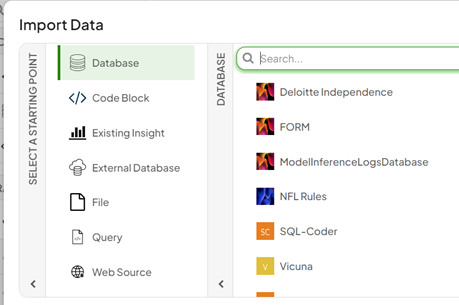 Import Data
SELECT A STARTING POINT
Database
Code Block
Existing Insight
External Database
File
Query
Web Source
DATABASE
Search...
Deloitte Independence
FORM
ModelInferenceLogsDatabase
NFL Rules
SC SQL-Coder
V Vicuna